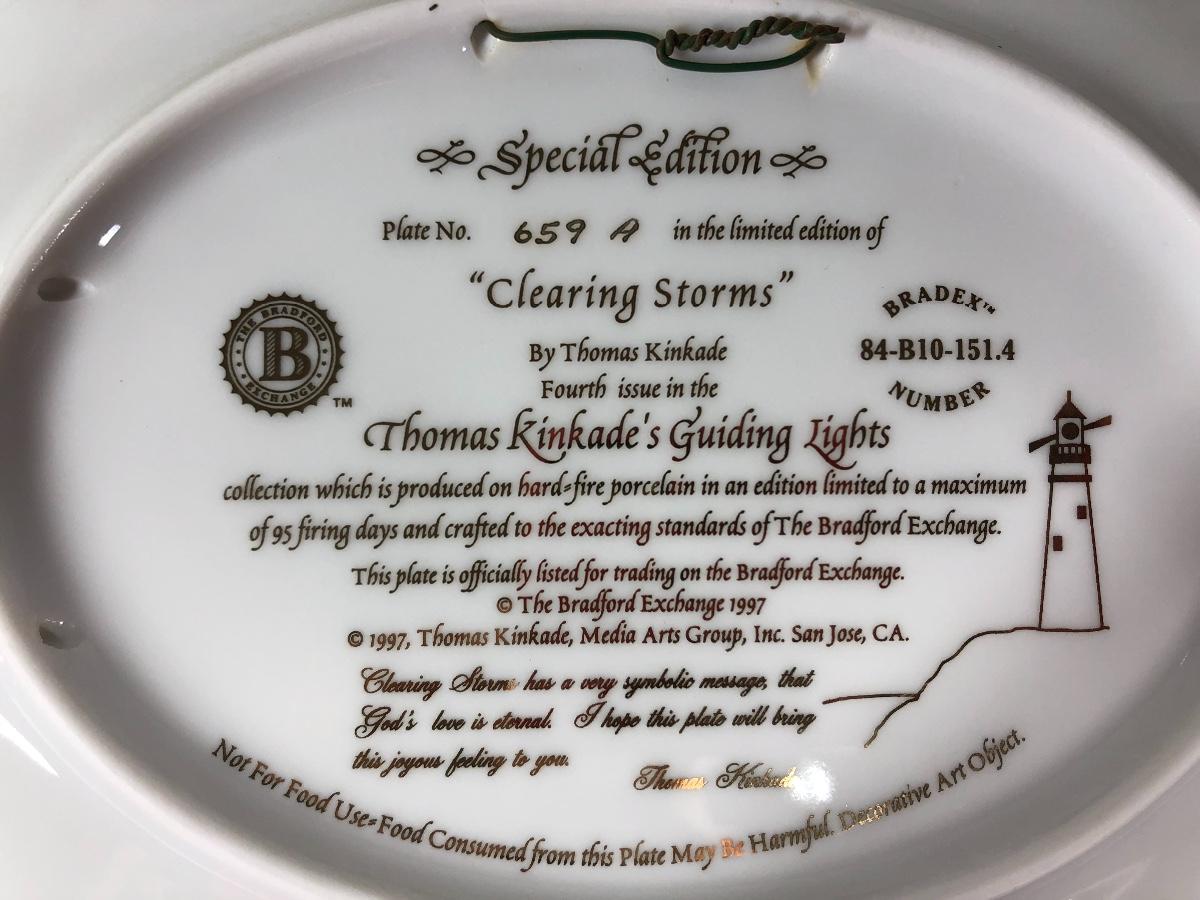 Special Edition
Plate No. 659 A in the limited edition of
"Clearing Storms"
THE BRADFORD
B
EXCHANGE
TM
BRADEX™
84-B10-151.4
NUMBER
By Thomas Kinkade
Fourth issue in the
Thomas Kinkade's Guiding Lights
collection which is produced on hard=fire porcelain in an edition limited to a maximum
of 95 firing days and crafted to the exacting standards of The Bradford Exchange.
This plate is officially listed for trading on the Bradford Exchange.
© The Bradford Exchange 1997
© 1997, Thomas Kinkade, Media Arts Group, Inc. San Jose, CA.
Clearing Storms has a very symbolic message, that
God's love is eternal. I hope this plate will bring
this joyous feeling to you.
Thomas Kinkade
Not For Food Use=Food Consumed from this Plate May Be Harmful. Decorative Art Object.